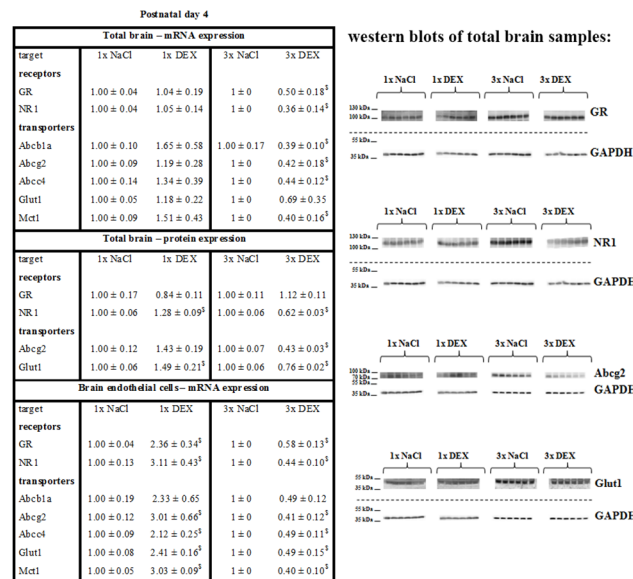 Postnatal day 4
Total brain – mRNA expression
target 1x NaCl 1x DEX 3x NaCl 3x DEX
receptors
GR 1.00 ± 0.04 1.04 ± 0.19 1 ± 0 0.50 ± 0.18$
NR1 1.00 ± 0.04 1.05 ± 0.14 1 ± 0 0.36 ± 0.14$
transporters
Abcb1a 1.00 ± 0.10 1.65 ± 0.58 1.00 ± 0.17 0.39 ± 0.10$
Abcg2 1.00 ± 0.09 1.19 ± 0.28 1 ± 0 0.42 ± 0.18$
Abcc4 1.00 ± 0.14 1.34 ± 0.39 1 ± 0 0.44 ± 0.12$
Glut1 1.00 ± 0.05 1.18 ± 0.22 1 ± 0 0.69 ± 0.35
Mct1 1.00 ± 0.09 1.51 ± 0.43 1 ± 0 0.40 ± 0.16$
Total brain – protein expression
target 1x NaCl 1x DEX 3x NaCl 3x DEX
receptors
GR 1.00 ± 0.17 0.84 ± 0.11 1.00 ± 0.11 1.12 ± 0.11
NR1 1.00 ± 0.06 1.28 ± 0.09$ 1.00 ± 0.06 0.62 ± 0.03$
transporters
Abcg2 1.00 ± 0.12 1.43 ± 0.19 1.00 ± 0.07 0.43 ± 0.03$
Glut1 1.00 ± 0.06 1.49 ± 0.21$ 1.00 ± 0.06 0.76 ± 0.02$
Brain endothelial cells – mRNA expression
target 1x NaCl 1x DEX 3x NaCl 3x DEX
receptors
GR 1.00 ± 0.04 2.36 ± 0.34$ 1 ± 0 0.58 ± 0.13$
NR1 1.00 ± 0.13 3.11 ± 0.43$ 1 ± 0 0.44 ± 0.10$
transporters
Abcb1a 1.00 ± 0.19 2.33 ± 0.65 1 ± 0 0.49 ± 0.12
Abcg2 1.00 ± 0.12 3.01 ± 0.66$ 1 ± 0 0.41 ± 0.12$
Abcc4 1.00 ± 0.09 2.12 ± 0.25$ 1 ± 0 0.49 ± 0.11$
Glut1 1.00 ± 0.08 2.41 ± 0.16$ 1 ± 0 0.49 ± 0.15$
Mct1 1.00 ± 0.05 3.03 ± 0.09$ 1 ± 0 0.40 ± 0.10$
western blots of total brain samples:
1x NaCl 1x DEX 3x NaCl 3x DEX
130 kDa
100 kDa
GR
55 kDa
35 kDa
GAPDH
1x NaCl 1x DEX 3x NaCl 3x DEX
130 kDa
100 kDa
NR1
55 kDa
35 kDa
GAPDH
1x NaCl 1x DEX 3x NaCl 3x DEX
100 kDa
70 kDa
Abcg2
55 kDa
35 kDa
GAPDH
1x NaCl 1x DEX 3x NaCl 3x DEX
55 kDa
Glut1
35 kDa
GAPDH